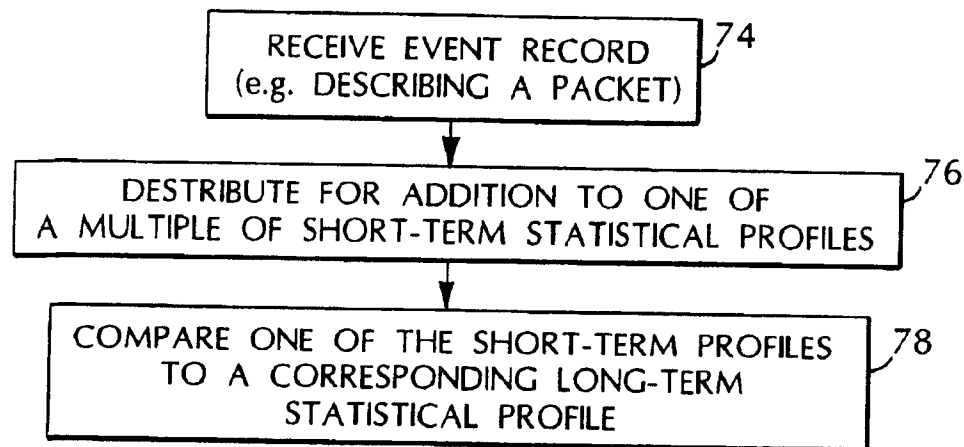 RECEIVE EVENT RECORD
(e.g. DESCRIBING A PACKET)
74
DESTRIBUTE FOR ADDITION TO ONE OF
A MULTIPLE OF SHORT-TERM STATISTICAL PROFILES
76
COMPARE ONE OF THE SHORT-TERM PROFILES
TO A CORRESPONDING LONG-TERM
STATISTICAL PROFILE
78